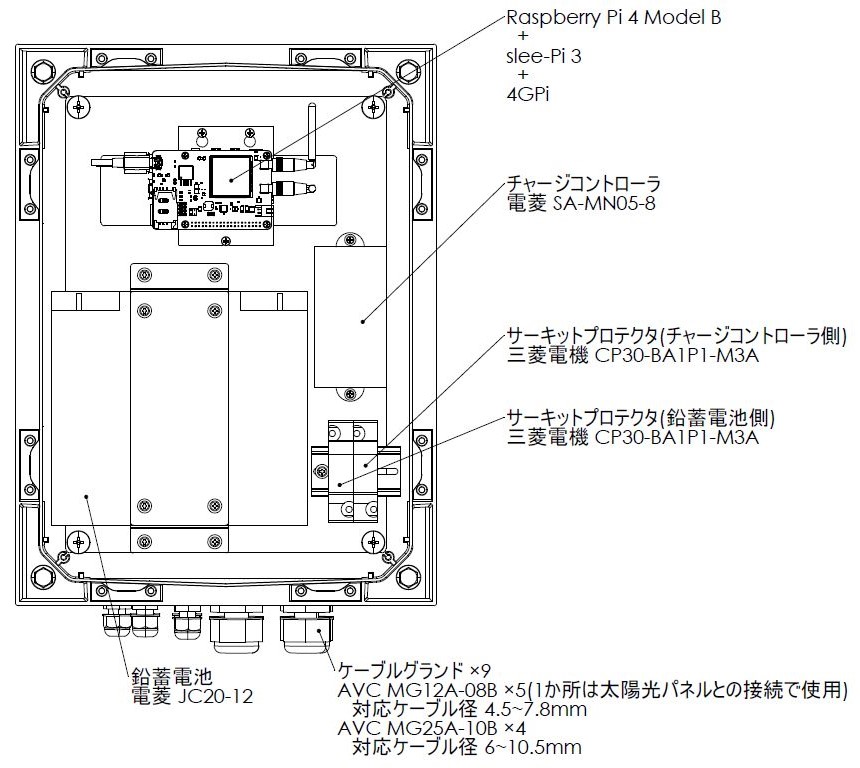 Raspberry Pi 4 Model B
+
slee-Pi 3
+
4GPi
チャージコントローラ
電菱 SA-MN05-8
サーキットプロテクタ(チャージコントローラ側)
三菱電機 CP30-BA1P1-M3A
サーキットプロテクタ(鉛蓄電池側)
三菱電機 CP30-BA1P1-M3A
鉛蓄電池
電菱 JC20-12
ケーブルグランド ×9
AVC MG12A-08B ×5(1か所は太陽光パネルとの接続で使用)
対応ケーブル径 4.5~7.8mm
AVC MG25A-10B ×4
対応ケーブル径 6~10.5mm